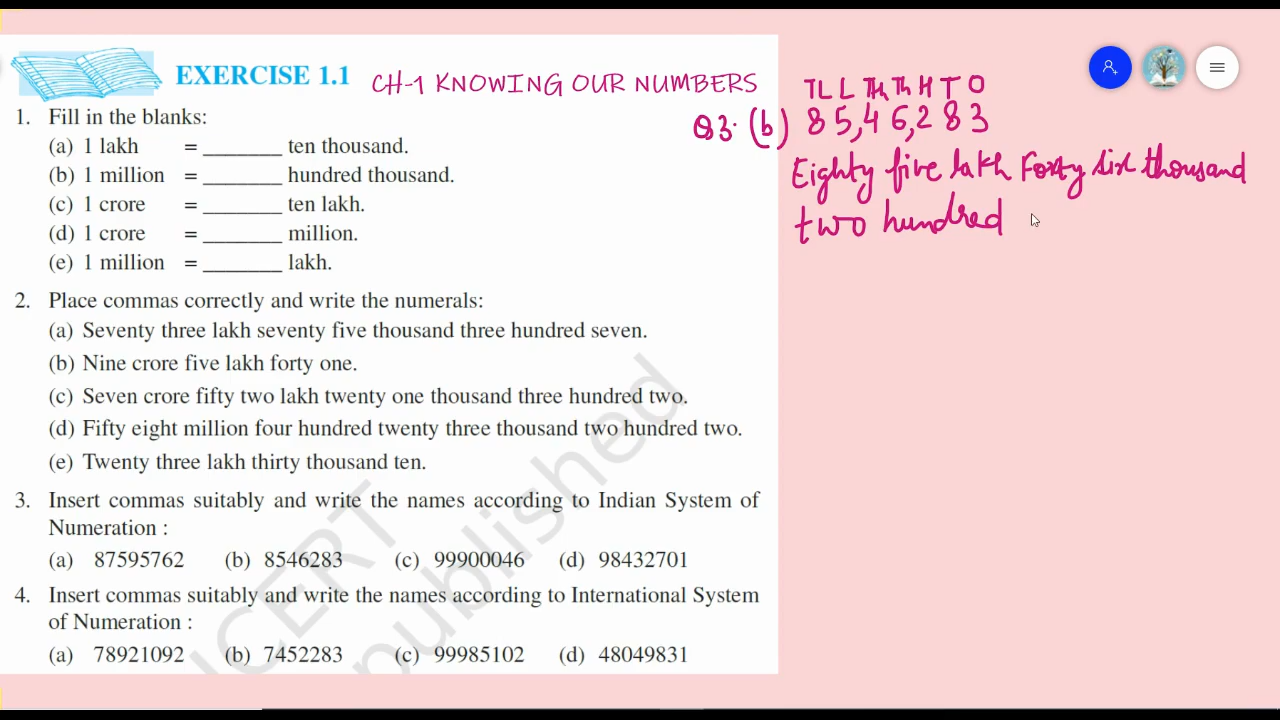 EXERCISE 1.1 CH-1 KNOWING OUR NUMBERS
1. Fill in the blanks:
(a) 1 lakh = _______ ten thousand.
(b) 1 million = _______ hundred thousand.
(c) 1 crore = _______ ten lakh.
(d) 1 crore = _______ million.
(e) 1 million = _______ lakh.
2. Place commas correctly and write the numerals:
(a) Seventy three lakh seventy five thousand three hundred seven.
(b) Nine crore five lakh forty one.
(c) Seven crore fifty two lakh twenty one thousand three hundred two.
(d) Fifty eight million four hundred twenty three thousand two hundred two.
(e) Twenty three lakh thirty thousand ten.
3. Insert commas suitably and write the names according to Indian System of
Numeration :
(a) 87595762 (b) 8546283 (c) 99900046 (d) 98432701
4. Insert commas suitably and write the names according to International System
of Numeration :
(a) 78921092 (b) 7452283 (c) 99985102 (d) 48049831
TL L TTh Th H T O
Q3. (b) 85,46,283
Eighty five lakh Forty six thousand
two hundred
published